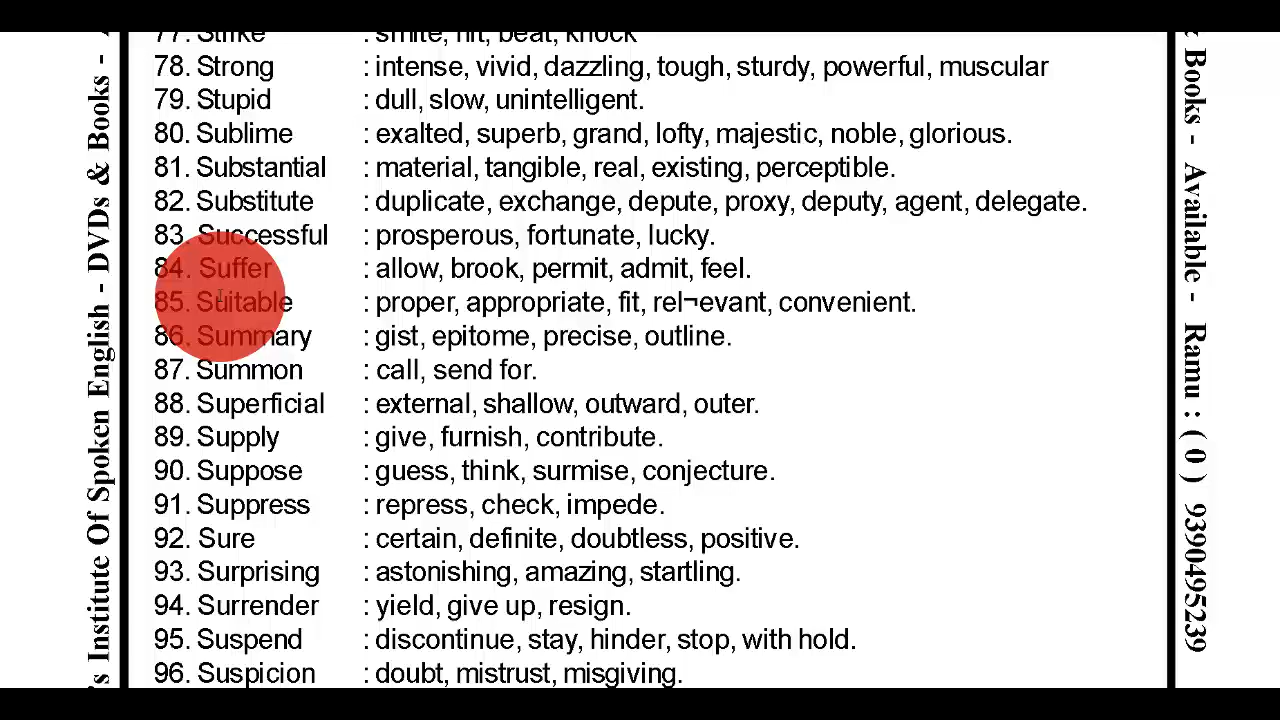 77. Strike : smite, hit, beat, knock
78. Strong : intense, vivid, dazzling, tough, sturdy, powerful, muscular
79. Stupid : dull, slow, unintelligent.
80. Sublime : exalted, superb, grand, lofty, majestic, noble, glorious.
81. Substantial : material, tangible, real, existing, perceptible.
82. Substitute : duplicate, exchange, depute, proxy, deputy, agent, delegate.
83. Successful : prosperous, fortunate, lucky.
84. Suffer : allow, brook, permit, admit, feel.
85. Suitable : proper, appropriate, fit, rel¬evant, convenient.
86. Summary : gist, epitome, precise, outline.
87. Summon : call, send for.
88. Superficial : external, shallow, outward, outer.
89. Supply : give, furnish, contribute.
90. Suppose : guess, think, surmise, conjecture.
91. Suppress : repress, check, impede.
92. Sure : certain, definite, doubtless, positive.
93. Surprising : astonishing, amazing, startling.
94. Surrender : yield, give up, resign.
95. Suspend : discontinue, stay, hinder, stop, with hold.
96. Suspicion : doubt, mistrust, misgiving.
's Institute Of Spoken English - DVDs & Books -
Books - Available - Ramu : ( 0 ) 9390495239